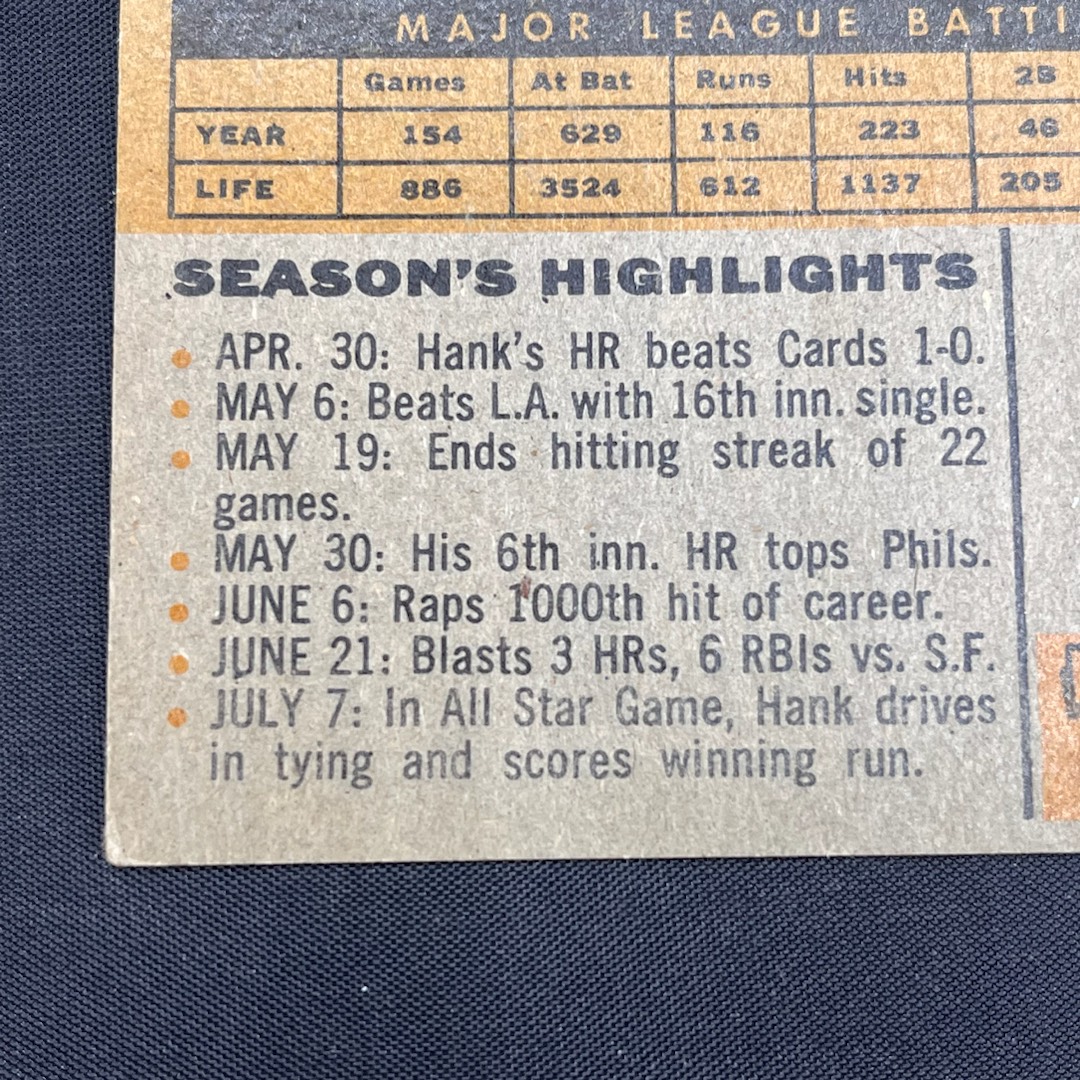 MAJOR LEAGUE BATTI
Games At Bat Runs Hits 2B
YEAR 154 629 116 223 46
LIFE 886 3524 612 1137 205
SEASON'S HIGHLIGHTS
• APR. 30: Hank's HR beats Cards 1-0.
• MAY 6: Beats L.A. with 16th inn. single.
• MAY 19: Ends hitting streak of 22
games.
• MAY 30: His 6th inn. HR tops Phils.
• JUNE 6: Raps 1000th hit of career.
• JUNE 21: Blasts 3 HRs, 6 RBIs vs. S.F.
• JULY 7: In All Star Game, Hank drives
in tying and scores winning run.